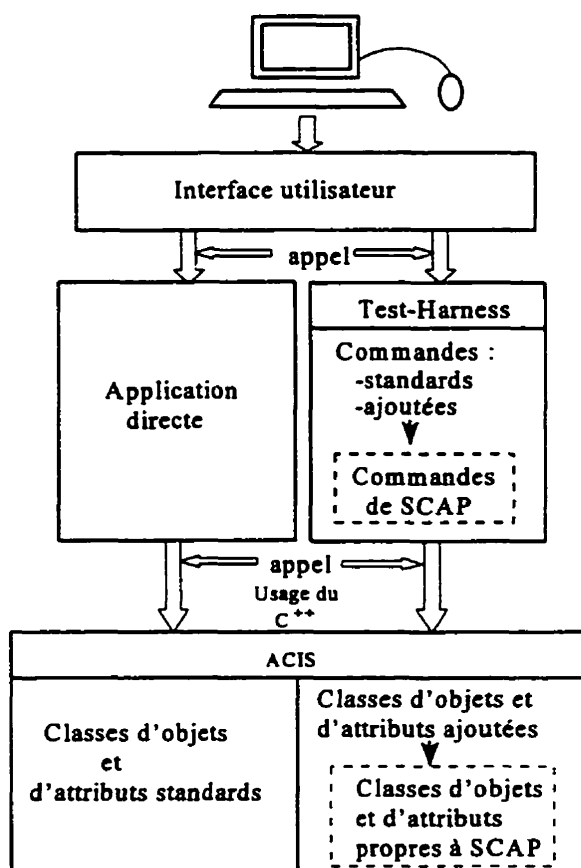 Interface utilisateur
appel
Application
directe
Test-Harness
Commandes :
-standards
-ajoutées
Commandes
de SCAP
appel
Usage du
C++
ACIS
Classes d'objets
et
d'attributs standards
Classes d'objets et
d'attributs ajoutées
Classes d'objets
et d'attributs
propres à SCAP